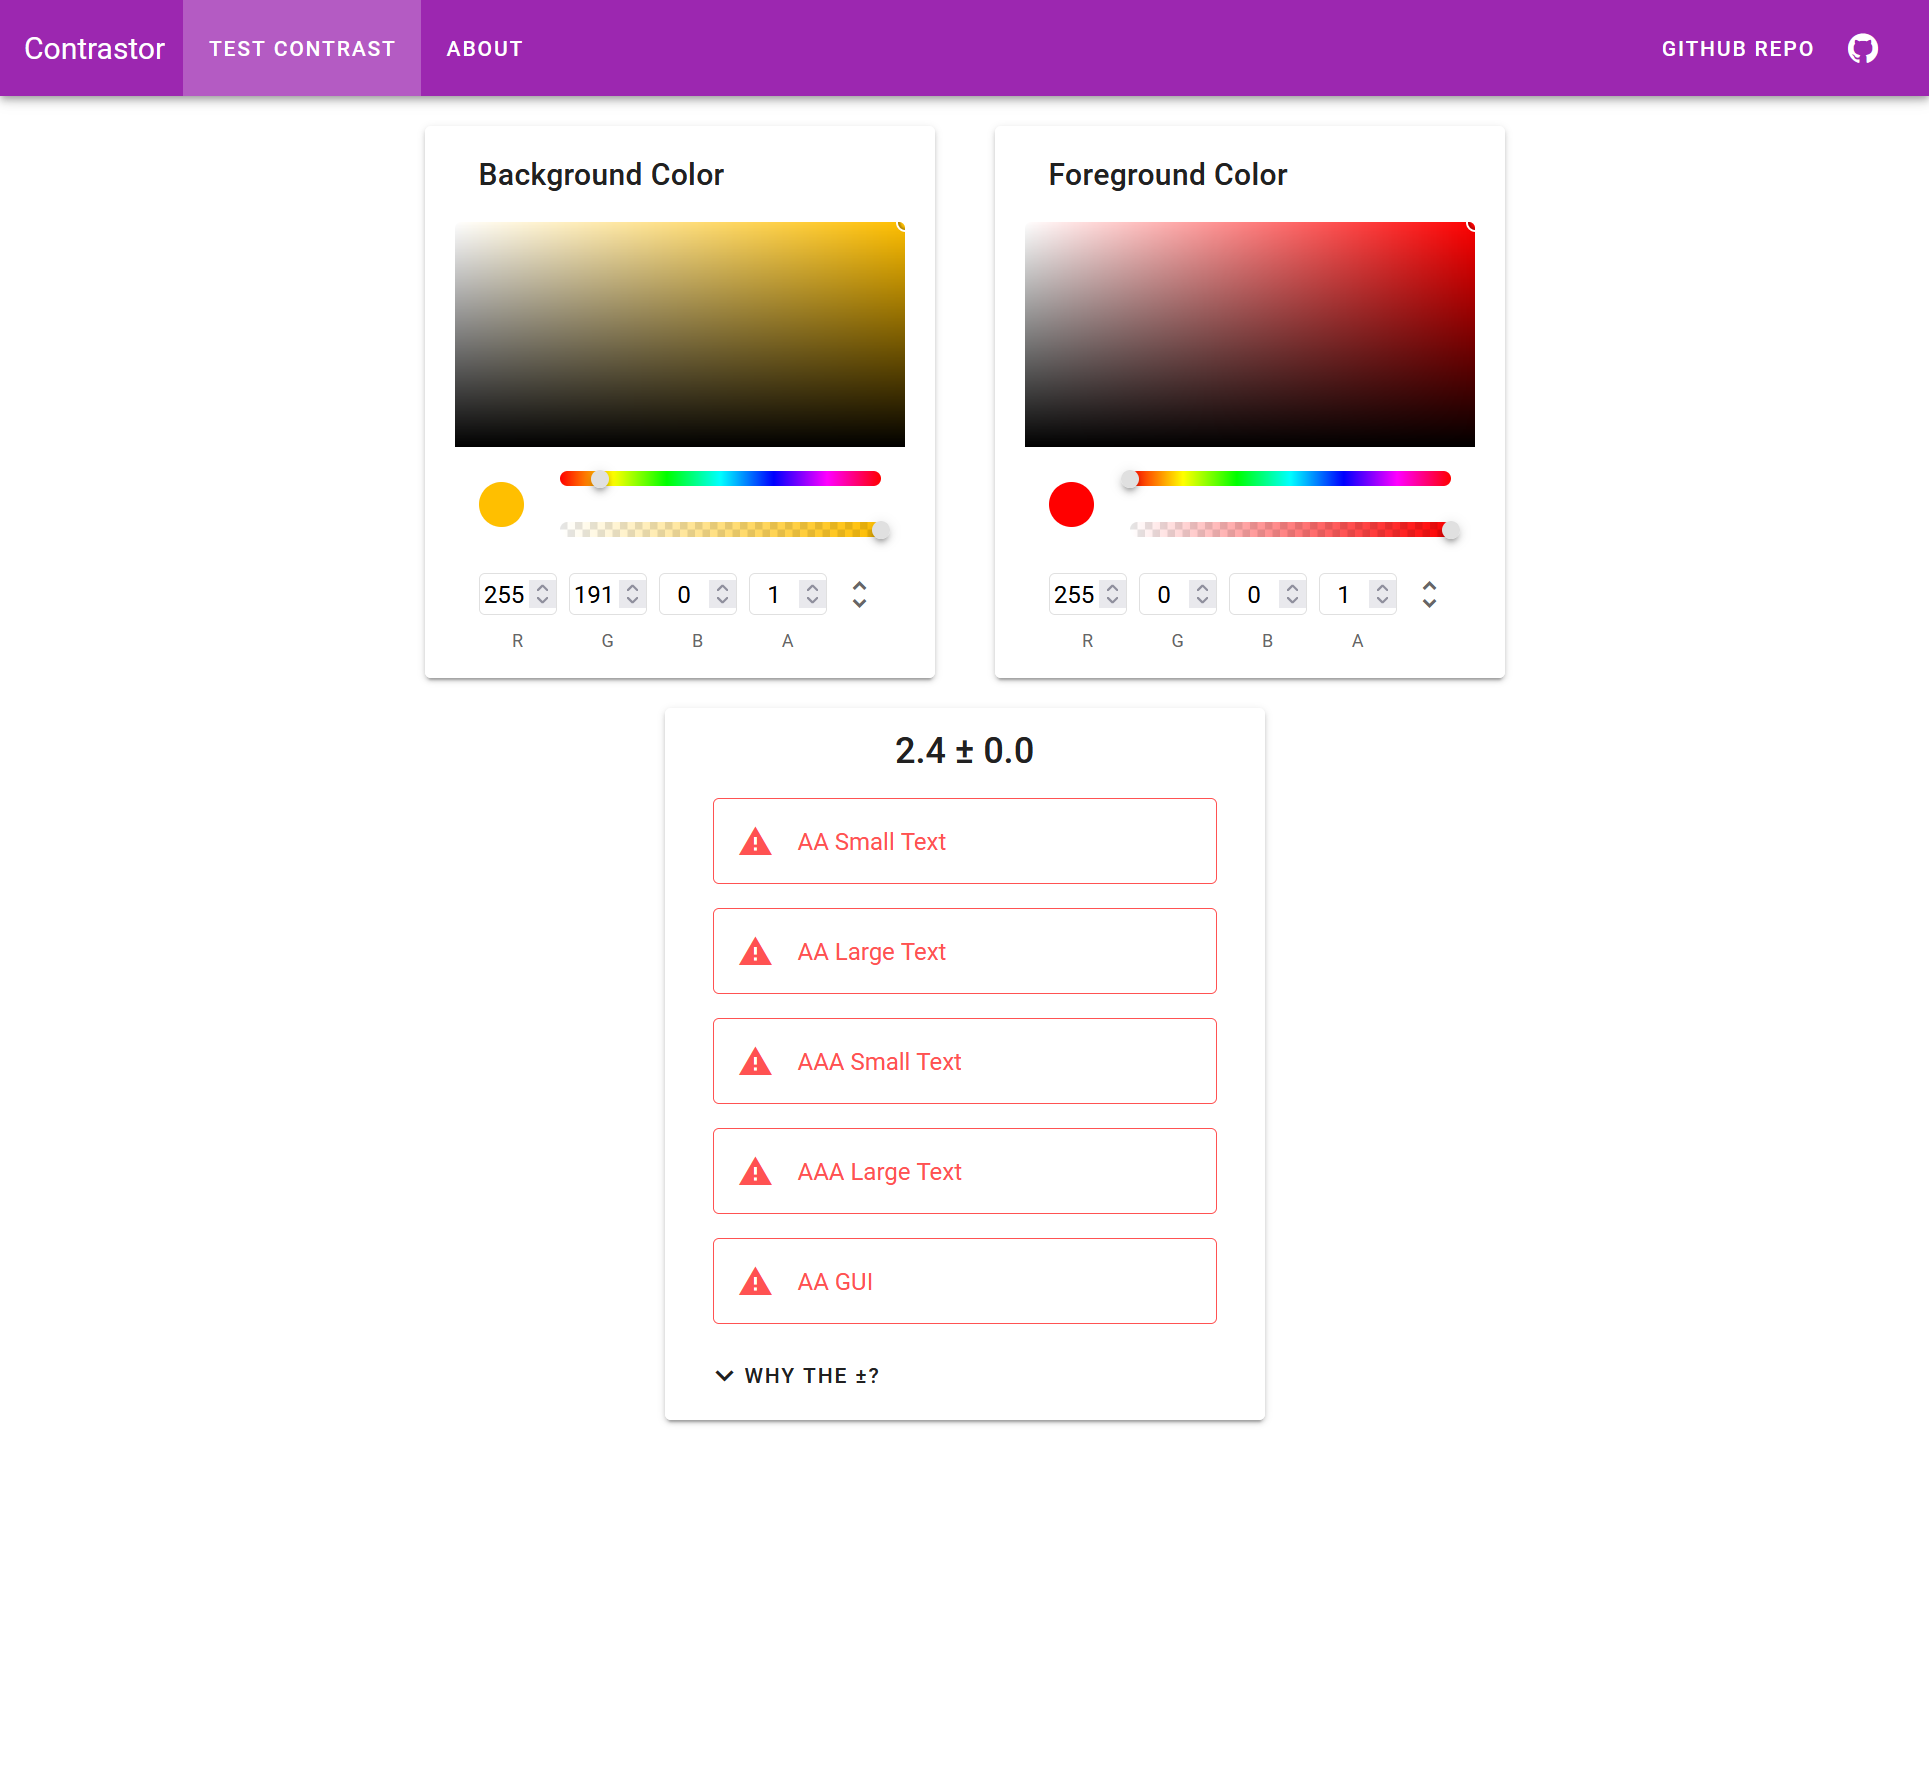 Contrastor TEST CONTRAST ABOUT GITHUB REPO
Background Color
255 191 0 1
R G B A
Foreground Color
255 0 0 1
R G B A
2.4 ± 0.0
AA Small Text
AA Large Text
AAA Small Text
AAA Large Text
AA GUI
WHY THE ±?